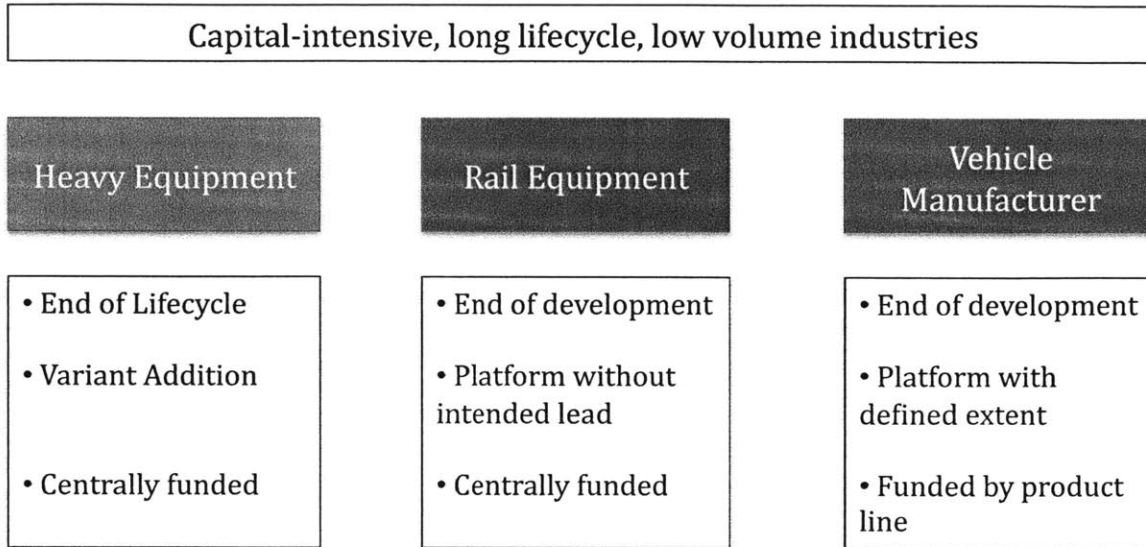 Capital-intensive, long lifecycle, low volume industries
Heavy Equipment
Rail Equipment
Vehicle
Manufacturer
• End of Lifecycle
• Variant Addition
• Centrally funded
• End of development
• Platform without
intended lead
• Centrally funded
• End of development
• Platform with
defined extent
• Funded by product
line